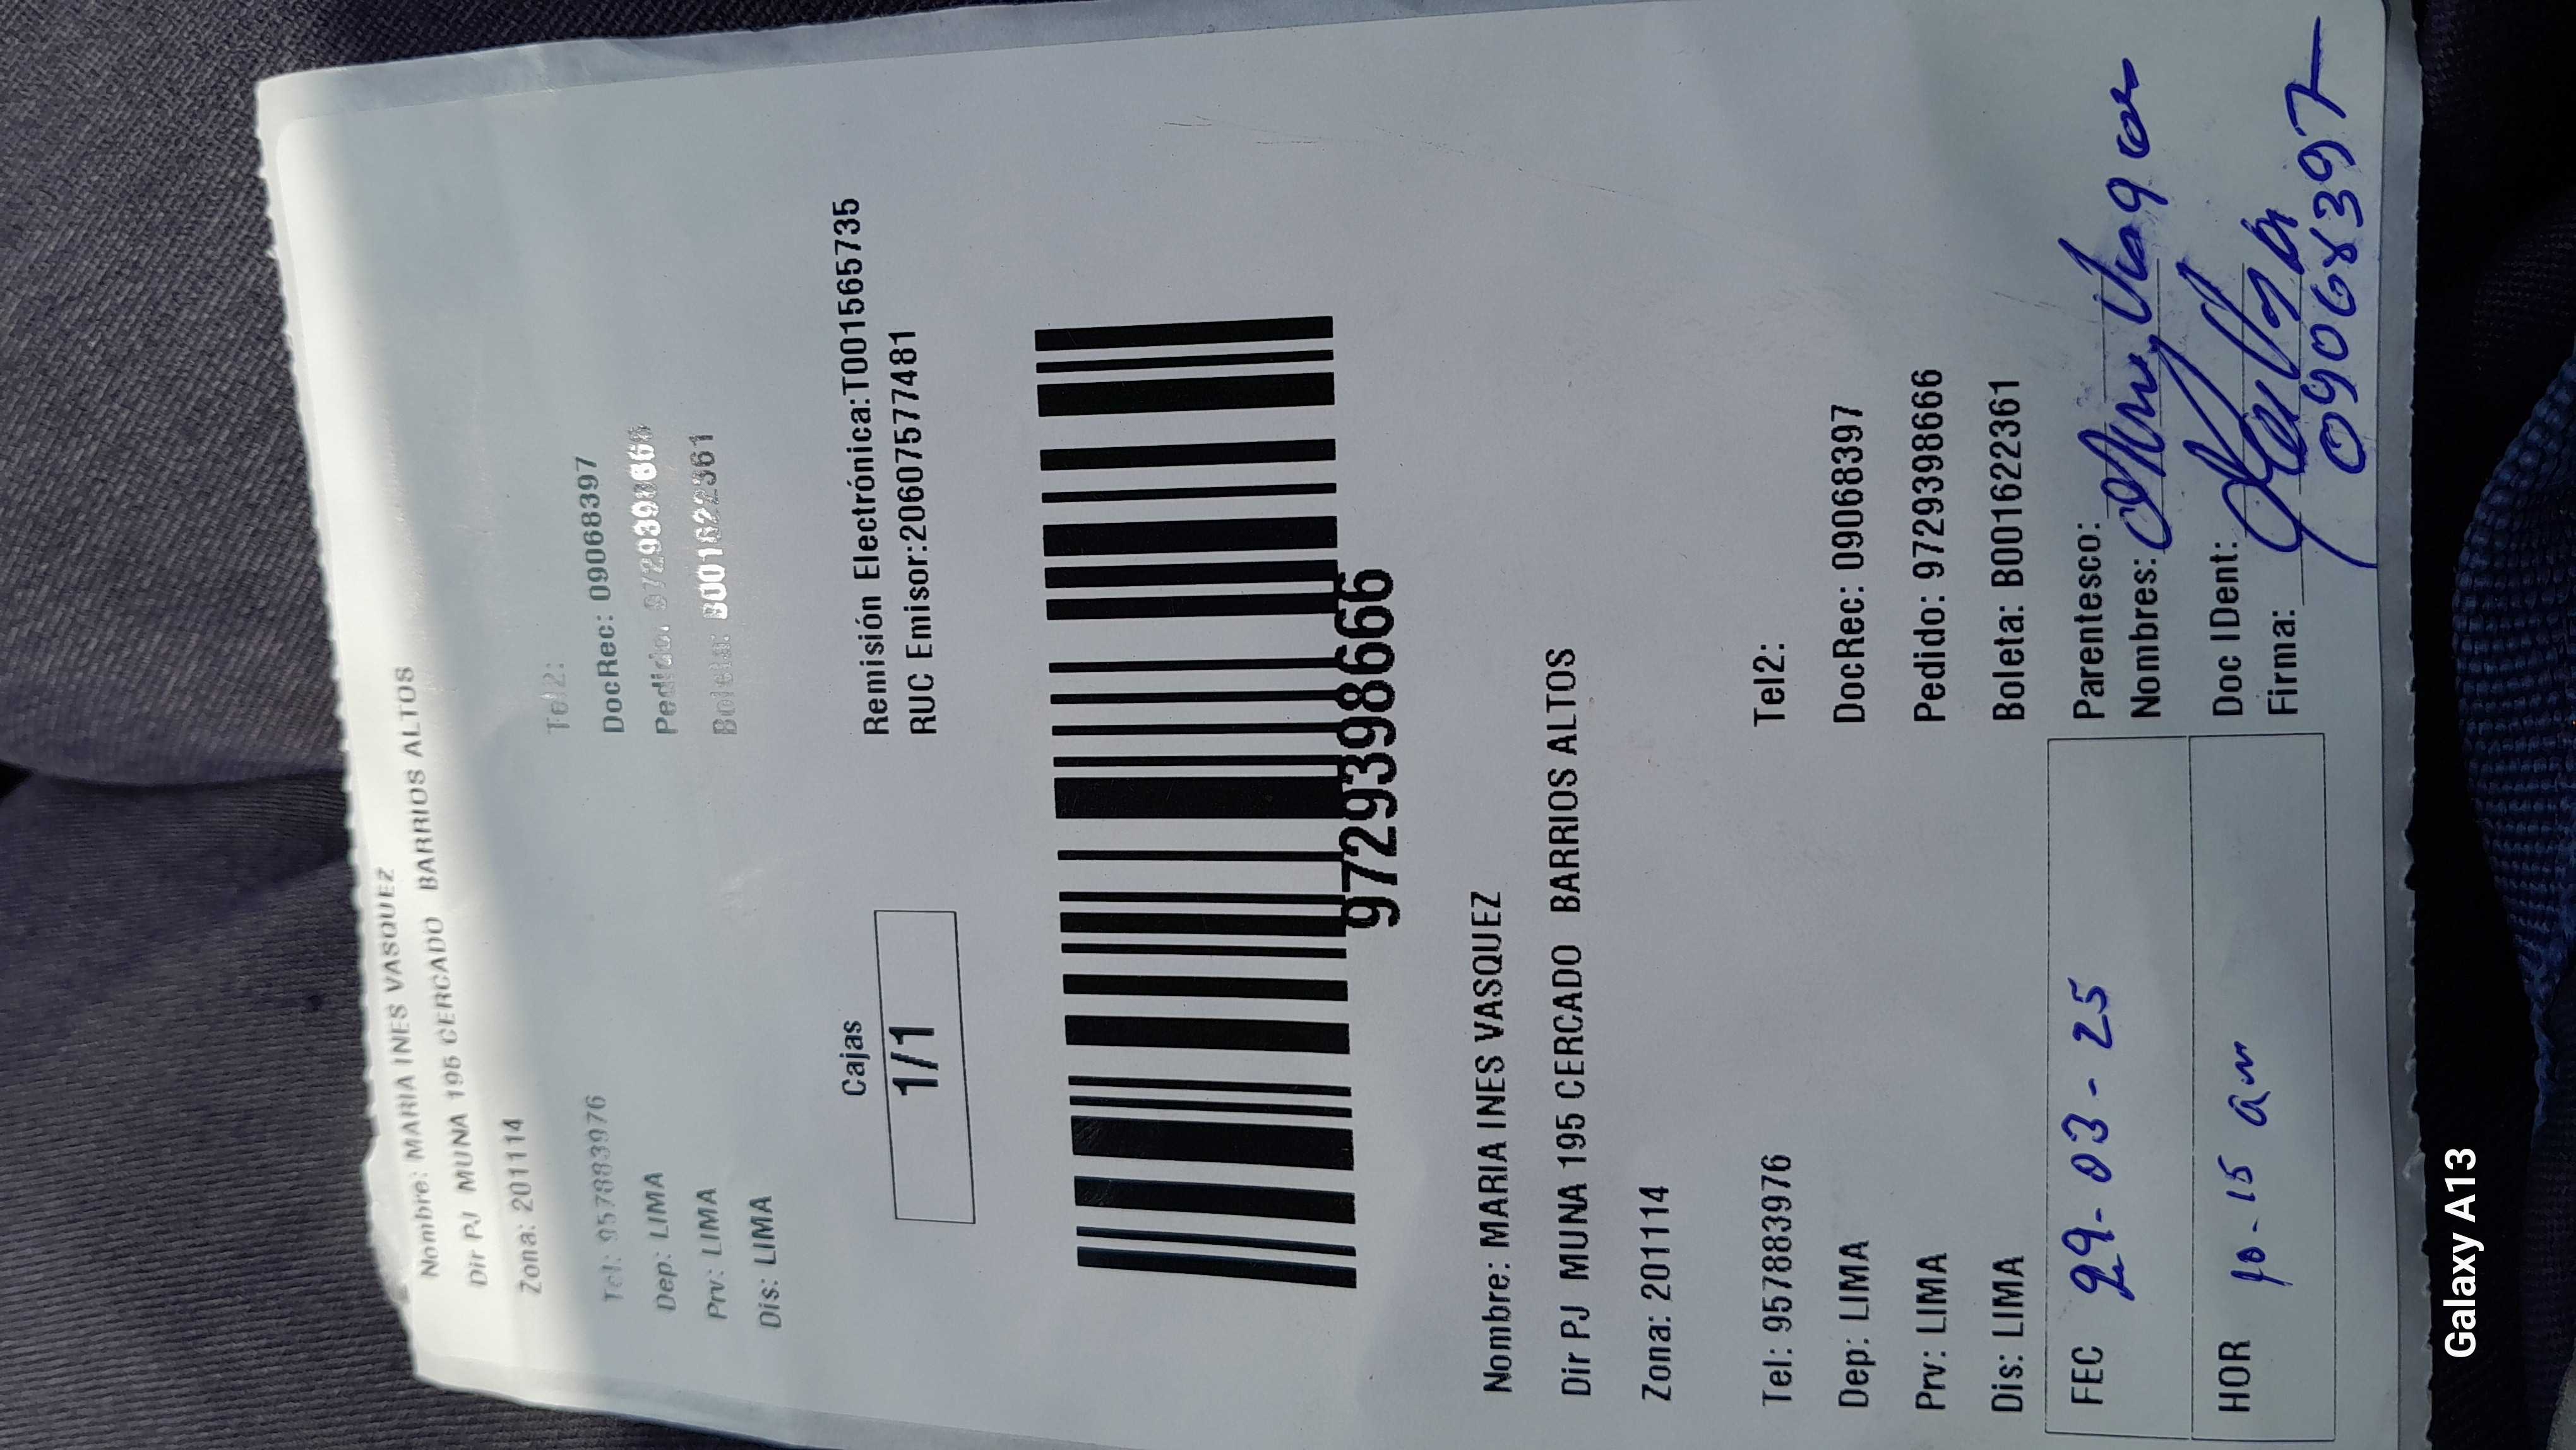 Nombre: MARIA INES VASQUEZ
Dir PJ MUNA 195 CERCADO BARRIOS ALTOS
Zona: 201114
Tel: 957883976 Tel2:
Dep: LIMA DocRec: 09068397
Prv: LIMA Pedido: 9729398666
Dis: LIMA Boleta: B001622361
Cajas
1/1
Remisión Electrónica:T001565735
RUC Emisor:20607577481
9729398666
Nombre: MARIA INES VASQUEZ
Dir PJ MUNA 195 CERCADO BARRIOS ALTOS
Zona: 201114
Tel: 957883976 Tel2:
Dep: LIMA DocRec: 09068397
Prv: LIMA Pedido: 9729398666
Dis: LIMA Boleta: B001622361
FEC 29-03-25
HOR 10-15 am
Parentesco:
Nombres:
Doc IDent:
Firma:
09068397
Galaxy A13